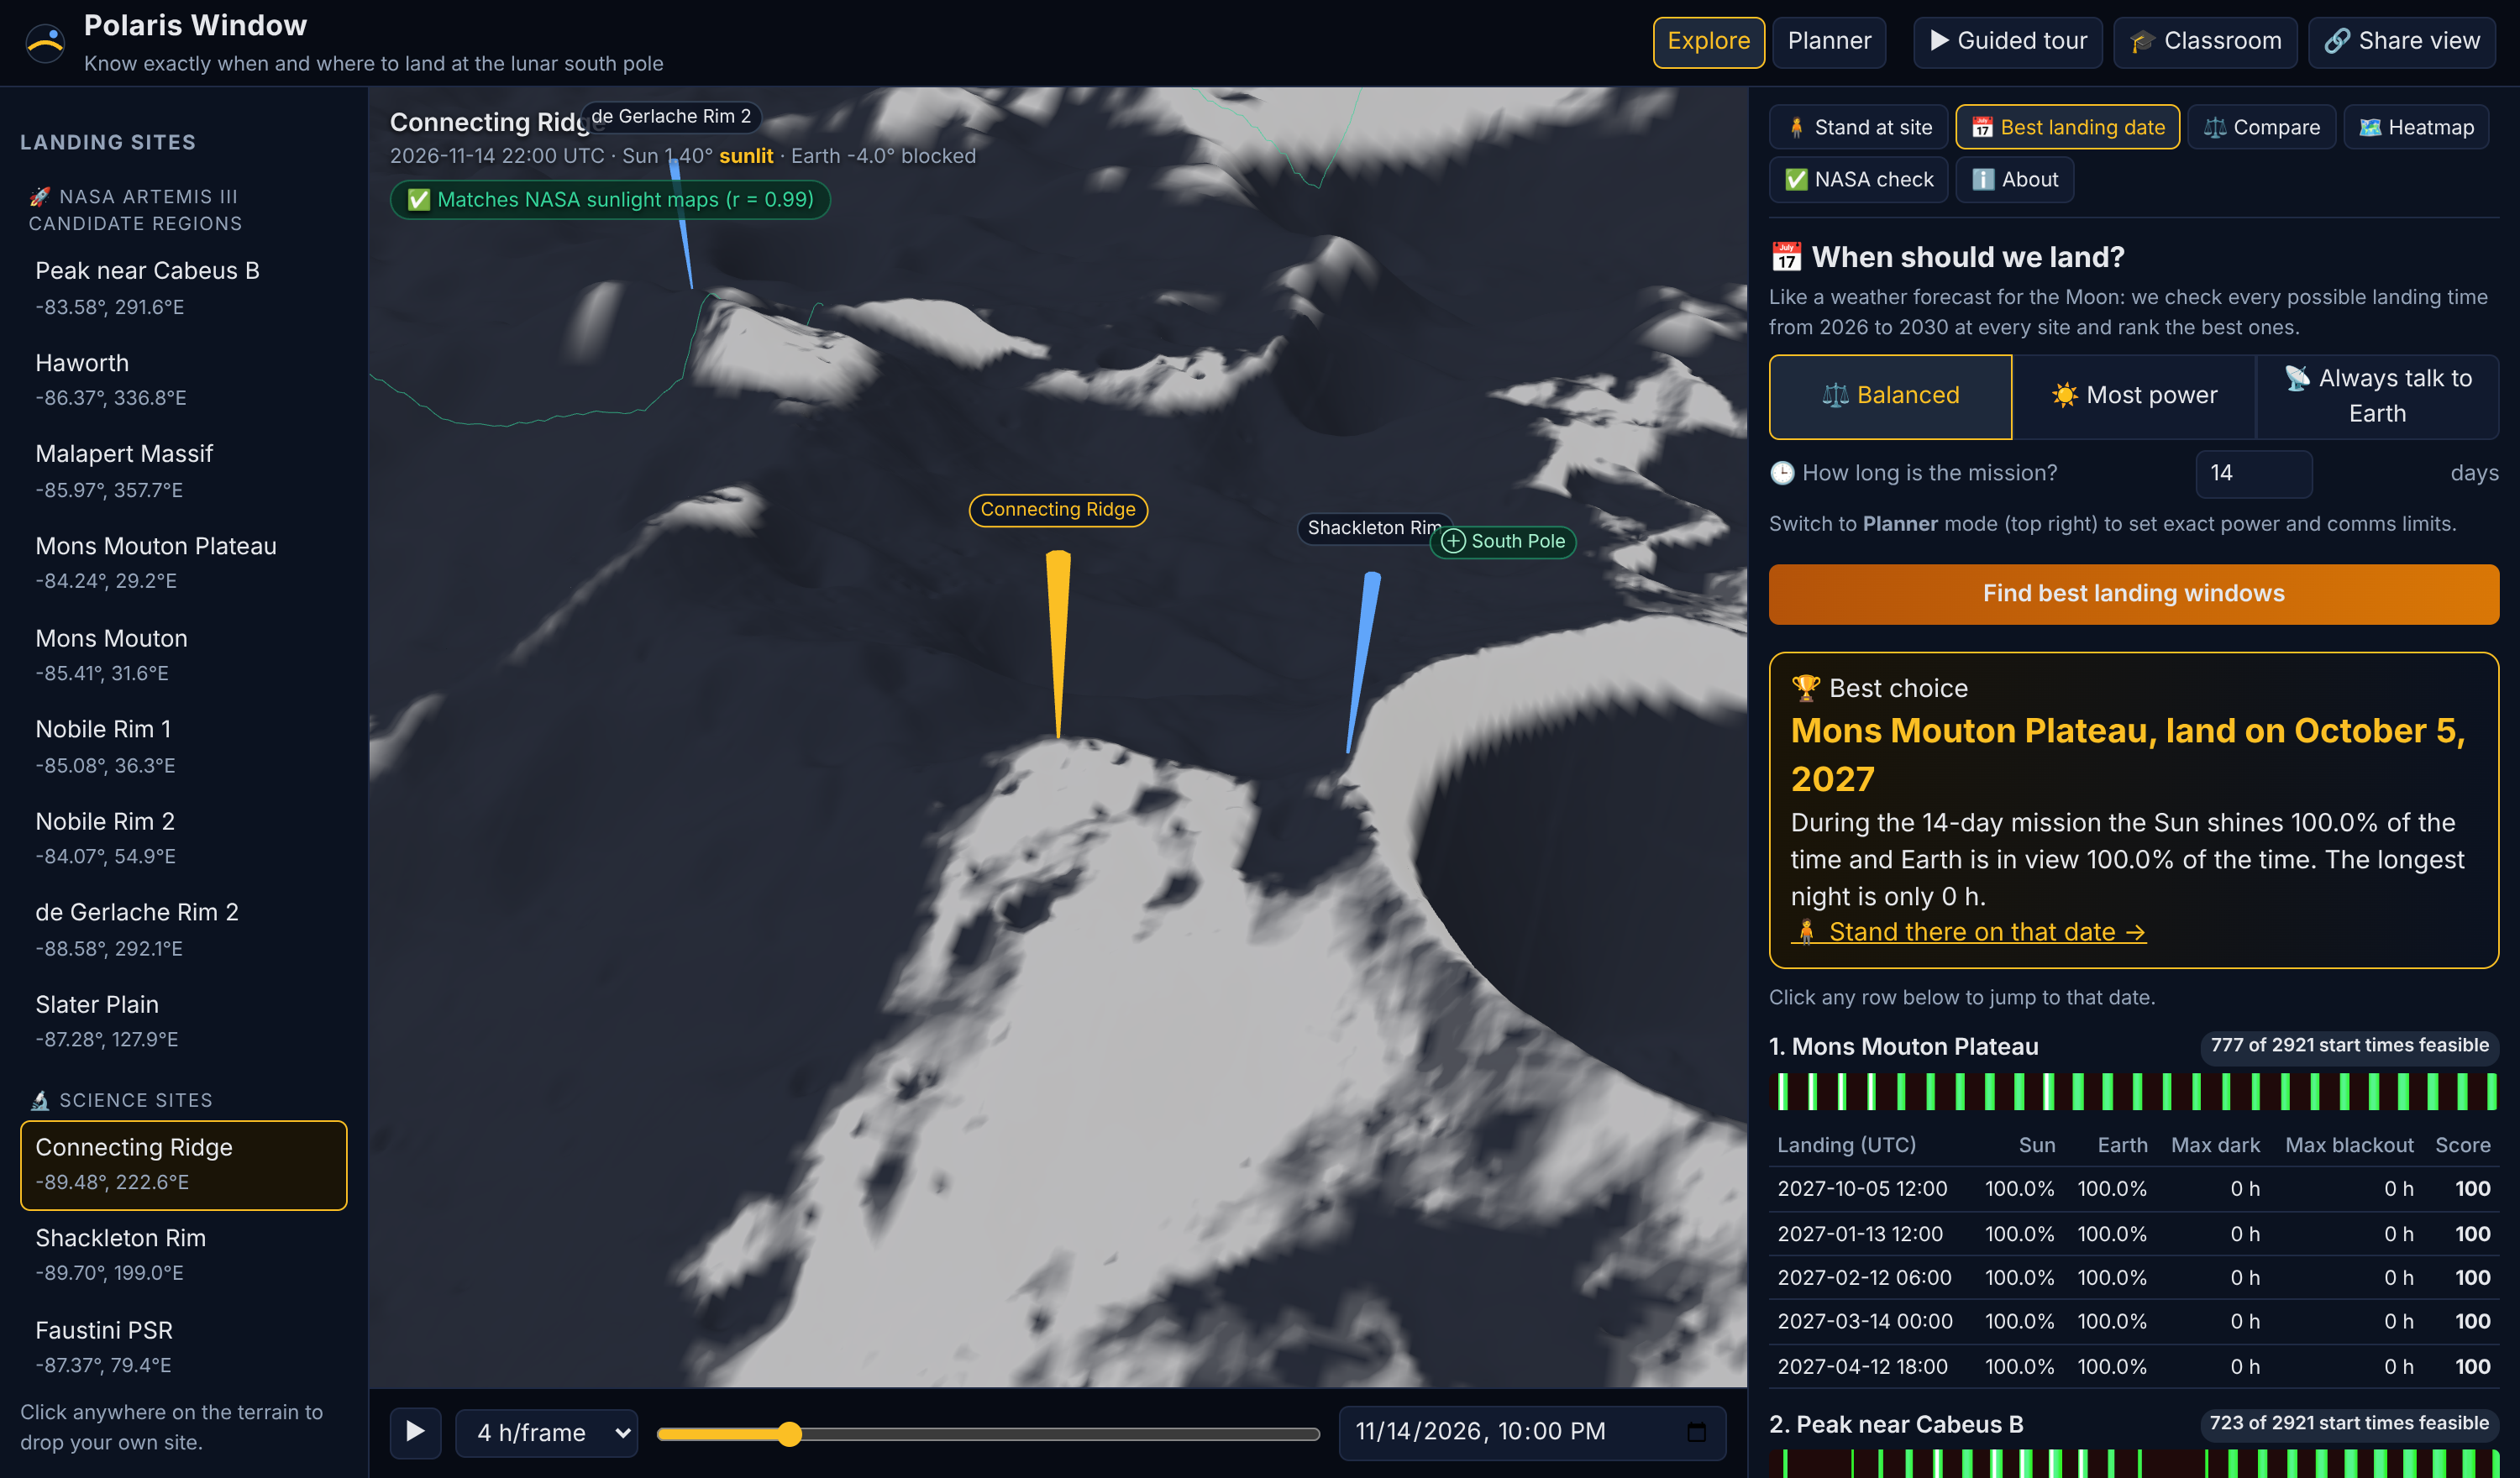 Polaris Window
Know exactly when and where to land at the lunar south pole
Explore
Planner
▶ Guided tour
🎓 Classroom
🔗 Share view
LANDING SITES
🚀 NASA ARTEMIS III
CANDIDATE REGIONS
Peak near Cabeus B
-83.58°, 291.6°E
Haworth
-86.37°, 336.8°E
Malapert Massif
-85.97°, 357.7°E
Mons Mouton Plateau
-84.24°, 29.2°E
Mons Mouton
-85.41°, 31.6°E
Nobile Rim 1
-85.08°, 36.3°E
Nobile Rim 2
-84.07°, 54.9°E
de Gerlache Rim 2
-88.58°, 292.1°E
Slater Plain
-87.28°, 127.9°E
🔬 SCIENCE SITES
Connecting Ridge
-89.48°, 222.6°E
Shackleton Rim
-89.70°, 199.0°E
Faustini PSR
-87.37°, 79.4°E
Click anywhere on the terrain to
drop your own site.
Connecting Ridge
de Gerlache Rim 2
2026-11-14 22:00 UTC · Sun 1.40° sunlit · Earth -4.0° blocked
✅ Matches NASA sunlight maps (r = 0.99)
Connecting Ridge
Shackleton Rim
South Pole
4 h/frame
11/14/2026, 10:00 PM
🧍 Stand at site
📅 Best landing date
⚖️ Compare
🗺️ Heatmap
✅ NASA check
ℹ️ About
📅 When should we land?
Like a weather forecast for the Moon: we check every possible landing time
from 2026 to 2030 at every site and rank the best ones.
⚖️ Balanced
☀️ Most power
📡 Always talk to
Earth
🕒 How long is the mission?
14
days
Switch to Planner mode (top right) to set exact power and comms limits.
Find best landing windows
🏆 Best choice
Mons Mouton Plateau, land on October 5,
2027
During the 14-day mission the Sun shines 100.0% of the
time and Earth is in view 100.0% of the time. The longest
night is only 0 h.
🧍 Stand there on that date →
Click any row below to jump to that date.
1. Mons Mouton Plateau
777 of 2921 start times feasible
Landing (UTC) Sun Earth Max dark Max blackout Score
2027-10-05 12:00 100.0% 100.0% 0 h 0 h 100
2027-01-13 12:00 100.0% 100.0% 0 h 0 h 100
2027-02-12 06:00 100.0% 100.0% 0 h 0 h 100
2027-03-14 00:00 100.0% 100.0% 0 h 0 h 100
2027-04-12 18:00 100.0% 100.0% 0 h 0 h 100
2. Peak near Cabeus B
723 of 2921 start times feasible